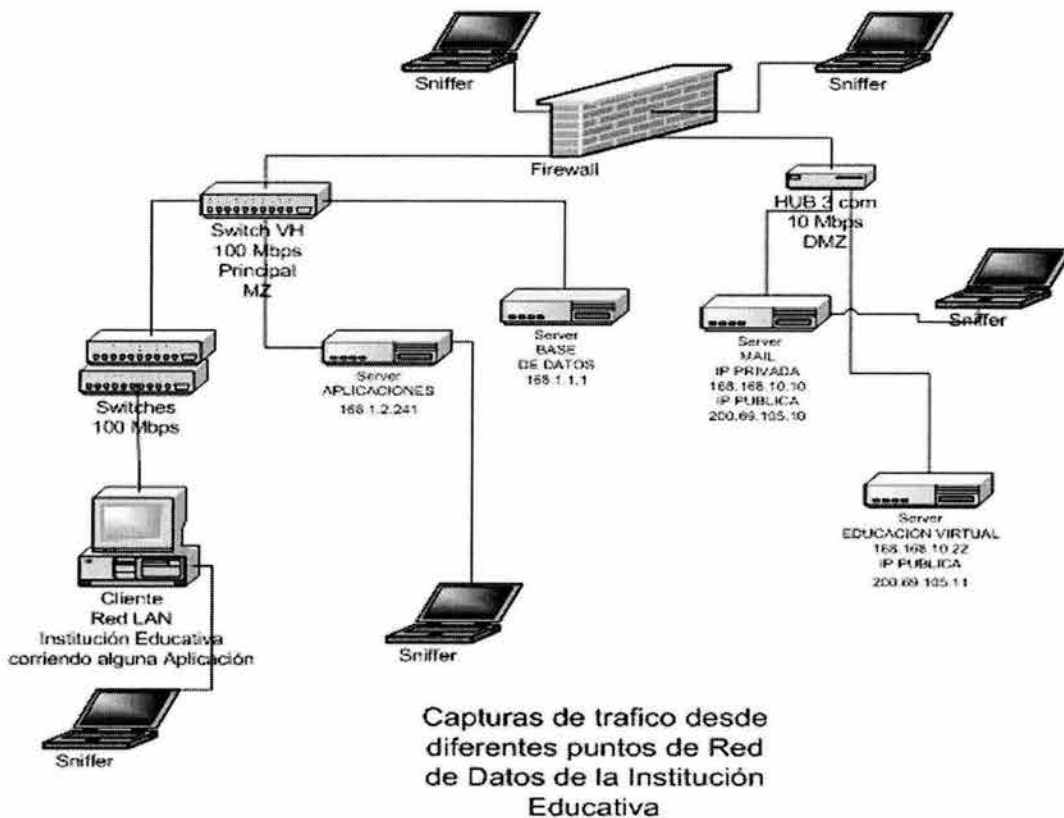 Sniffer
Sniffer
Firewall
Switch VH
100 Mbps
Principal
MZ
HUB 3 com
10 Mbps
DMZ
Sniffer
Server
BASE
DE DATOS
168.1.1.1
Server
MAIL
IP PRIVADA
168.168.10.10
IP PUBLICA
200.69.105.10
Server
APLICACIONES
168.1.2.241
Switches
100 Mbps
Server
EDUCACION VIRTUAL
168.168.10.22
IP PUBLICA
200.69.105.11
Cliente
Red LAN
Institución Educativa
corriendo alguna Aplicación
Sniffer
Sniffer
Capturas de trafico desde
diferentes puntos de Red
de Datos de la Institución
Educativa